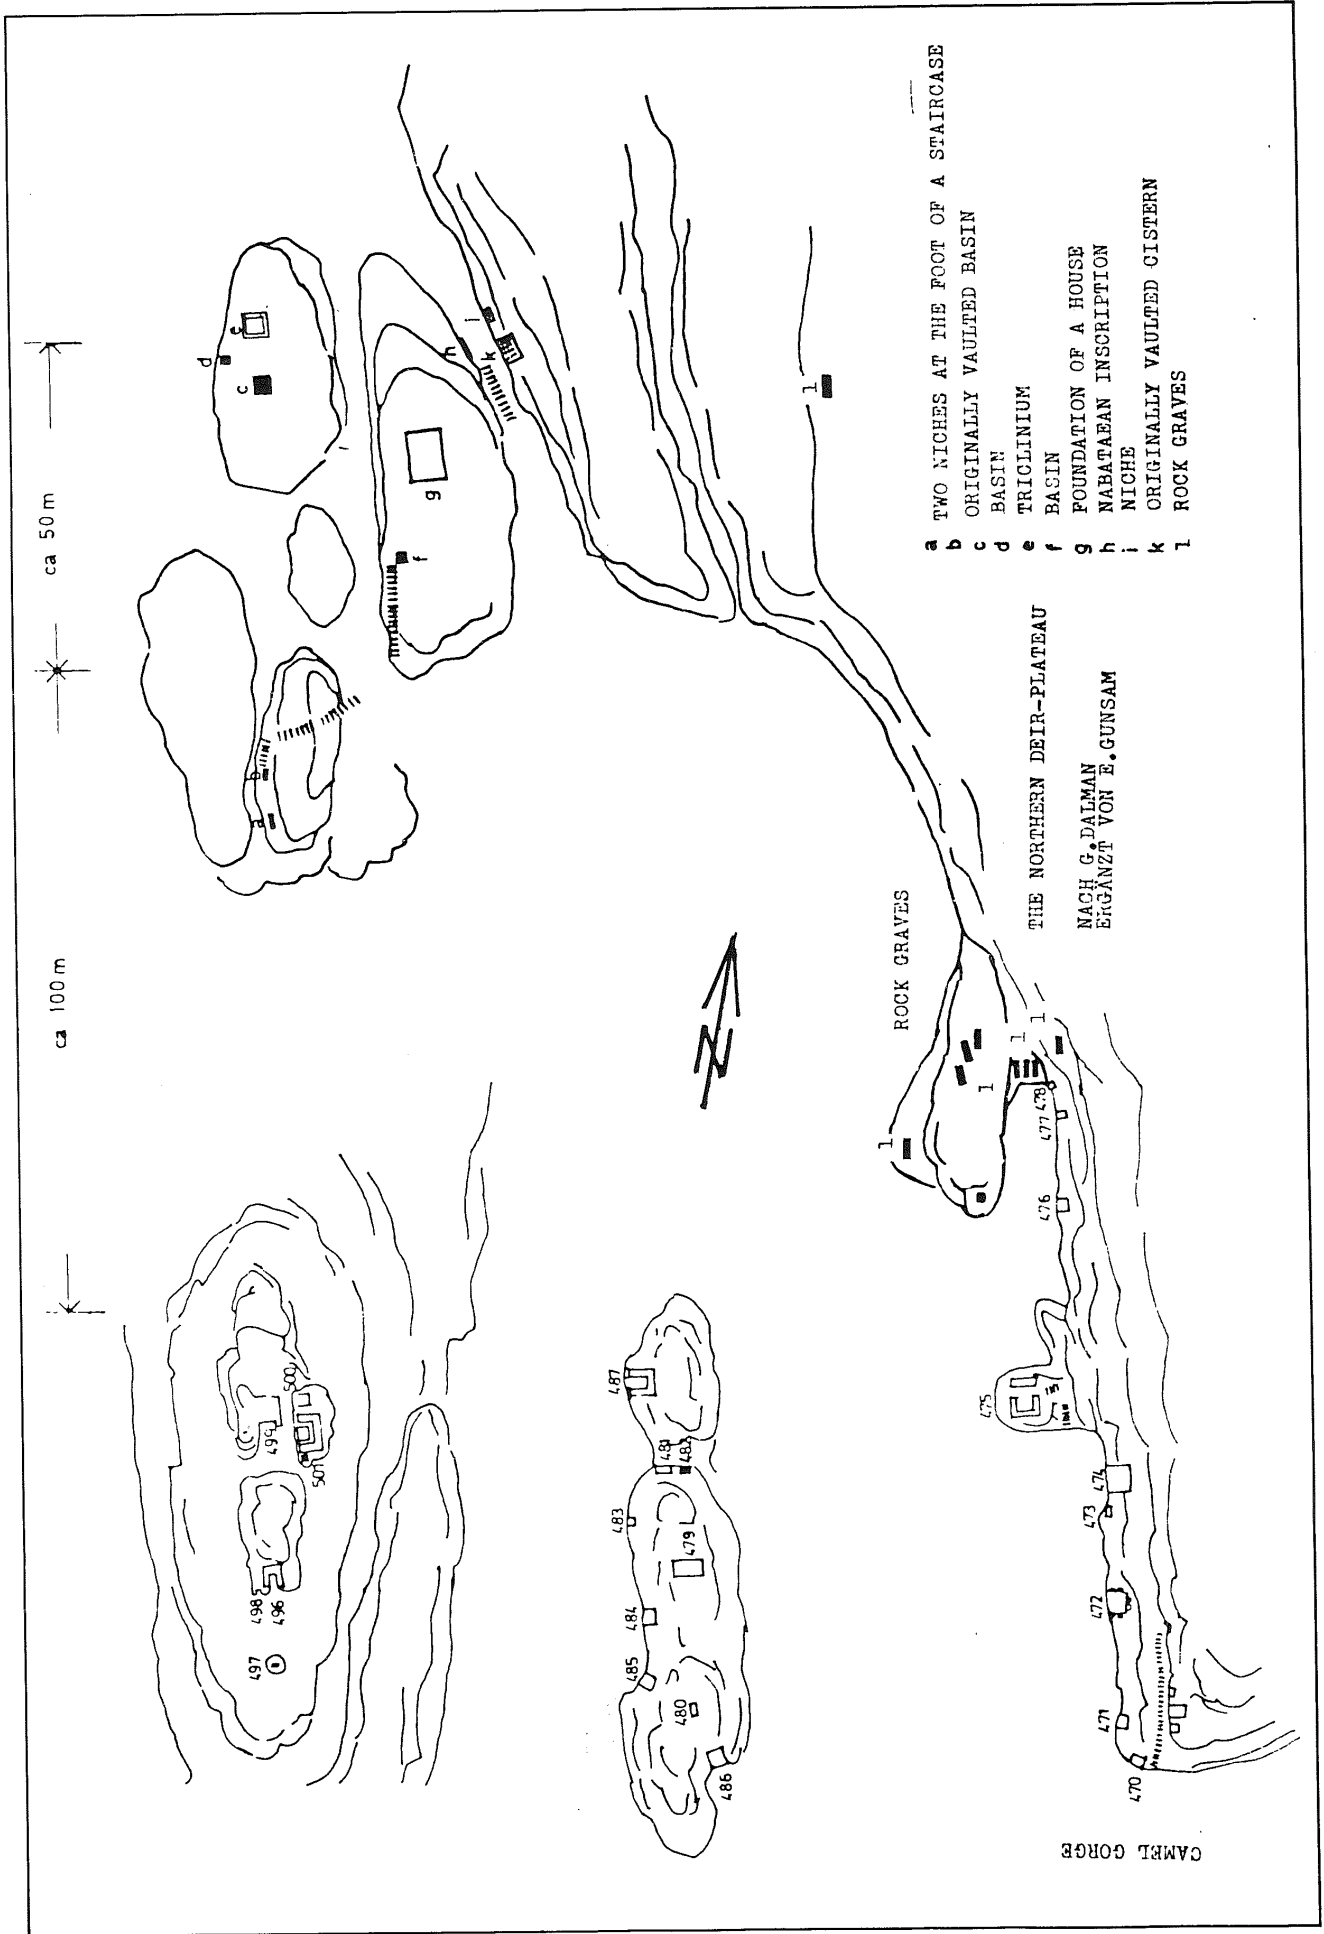 ca 100 m
ca 50 m
a TWO NICHES AT THE FOOT OF A STAIRCASE
b ORIGINALLY VAULTED BASIN
c BASIN
d TRICLINIUM
e BASIN
f FOUNDATION OF A HOUSE
g NABATAEAN INSCRIPTION
h NICHE
i ORIGINALLY VAULTED CISTERN
k ROCK GRAVES
l
THE NORTHERN DEIR-PLATEAU
NACH G.DALMAN
ERGÄNZT VON E.GUNSAM
ROCK GRAVES
CAMEL GORGE
a
b
c
d
e
f
g
h
i
k
l
l
l
l
l
470
471
472
473
474
475
476
477
478
479
480
481
482
483
484
485
486
487
496
497
498
499
500
501
N